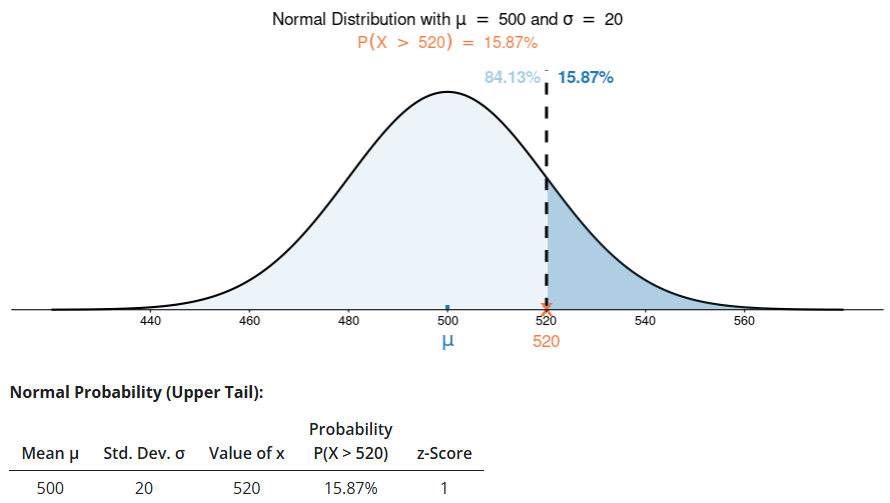 Normal Distribution with μ = 500 and σ = 20
P(X > 520) = 15.87%
84.13% 15.87%
440 460 480 500 520 540 560
μ 520
Normal Probability (Upper Tail):
Probability
Mean μ Std. Dev. σ Value of x P(X > 520) z-Score
500 20 520 15.87% 1